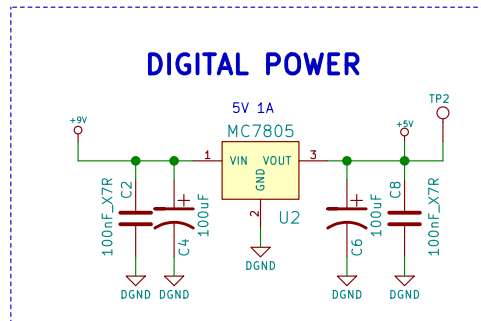 DIGITAL POWER
5V 1A
MC7805
+9V
+5V
TP2
1
VIN
VOUT
3
GND
2
U2
C2
100nF_X7R
C4
100uF
C6
100uF
C8
100nF_X7R
DGND
DGND
DGND
DGND
DGND